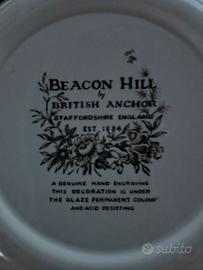 BEACON HILL
by
BRITISH ANCHOR
STAFFORDSHIRE ENGLAND
EST 1884
A GENUINE HAND ENGRAVING
THIS DECORATION IS UNDER
THE GLAZE PERMANENT COLOUR
AND ACID RESISTING
subito